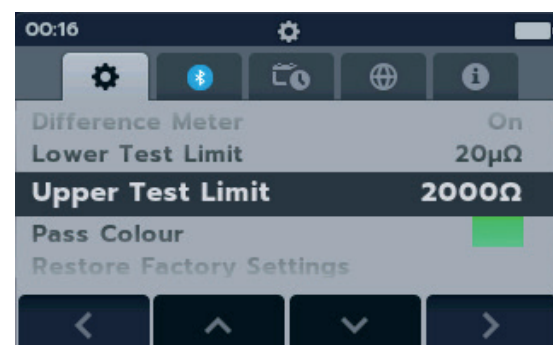 00:16
Difference Meter On
Lower Test Limit 20µΩ
Upper Test Limit 2000Ω
Pass Colour
Restore Factory Settings